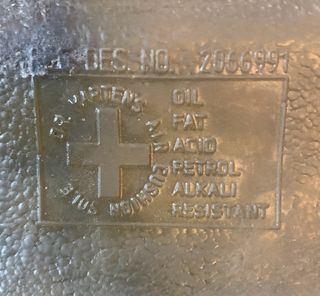 DES. NO. 2066991
DR. MARTENS AIR CUSHION SOLE
OIL
FAT
ACID
PETROL
ALKALI
RESISTANT